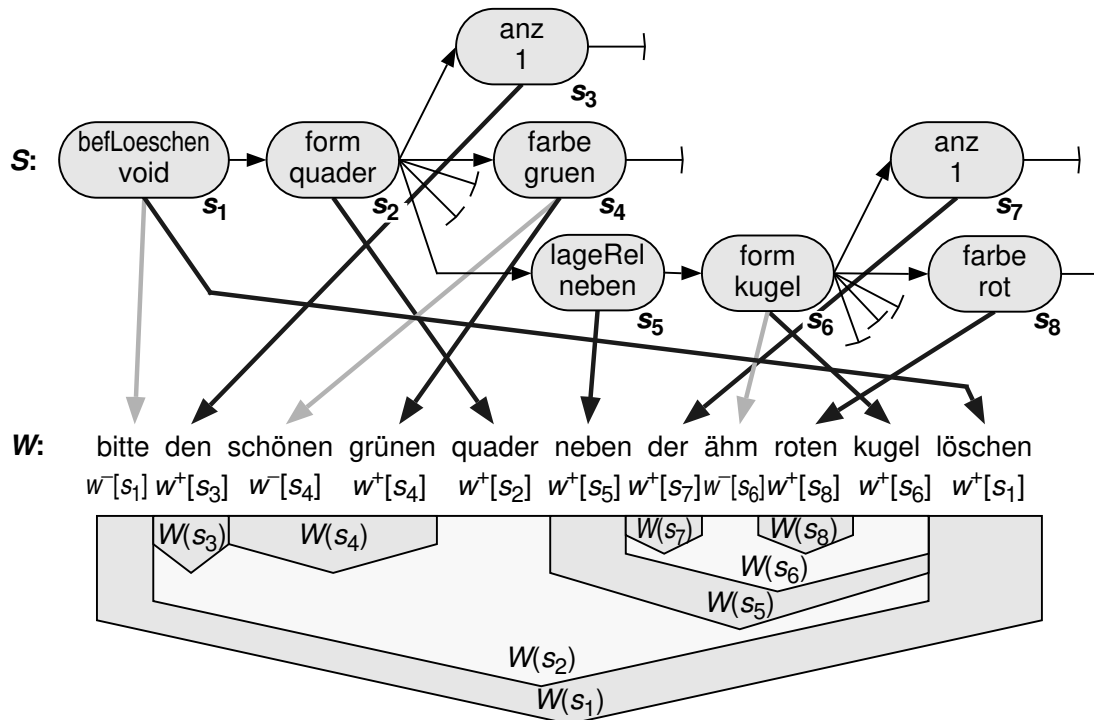 anz
1
s3
S:
befLoeschen
void
s1
form
quader
s2
farbe
gruen
s4
anz
1
s7
lageRel
neben
s5
form
kugel
s6
farbe
rot
s8
W: bitte den schönen grünen quader neben der ähm roten kugel löschen
w−[s1] w+[s3] w−[s4] w+[s4] w+[s2] w+[s5] w+[s7] w−[s6] w+[s8] w+[s6] w+[s1]
W(s3) W(s4) W(s7) W(s8)
W(s6)
W(s5)
W(s2)
W(s1)